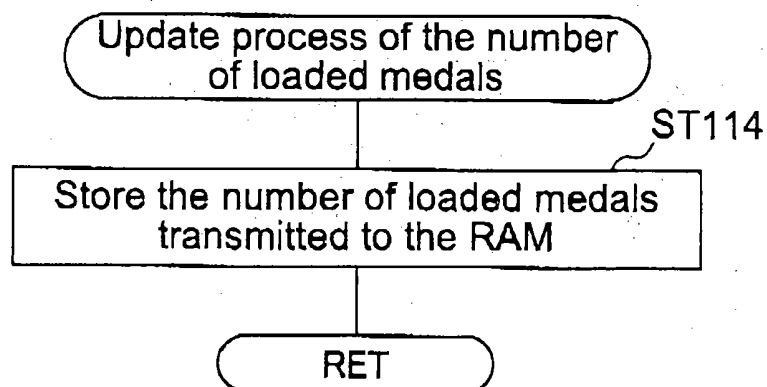 Update process of the number
of loaded medals
ST114
Store the number of loaded medals
transmitted to the RAM
RET